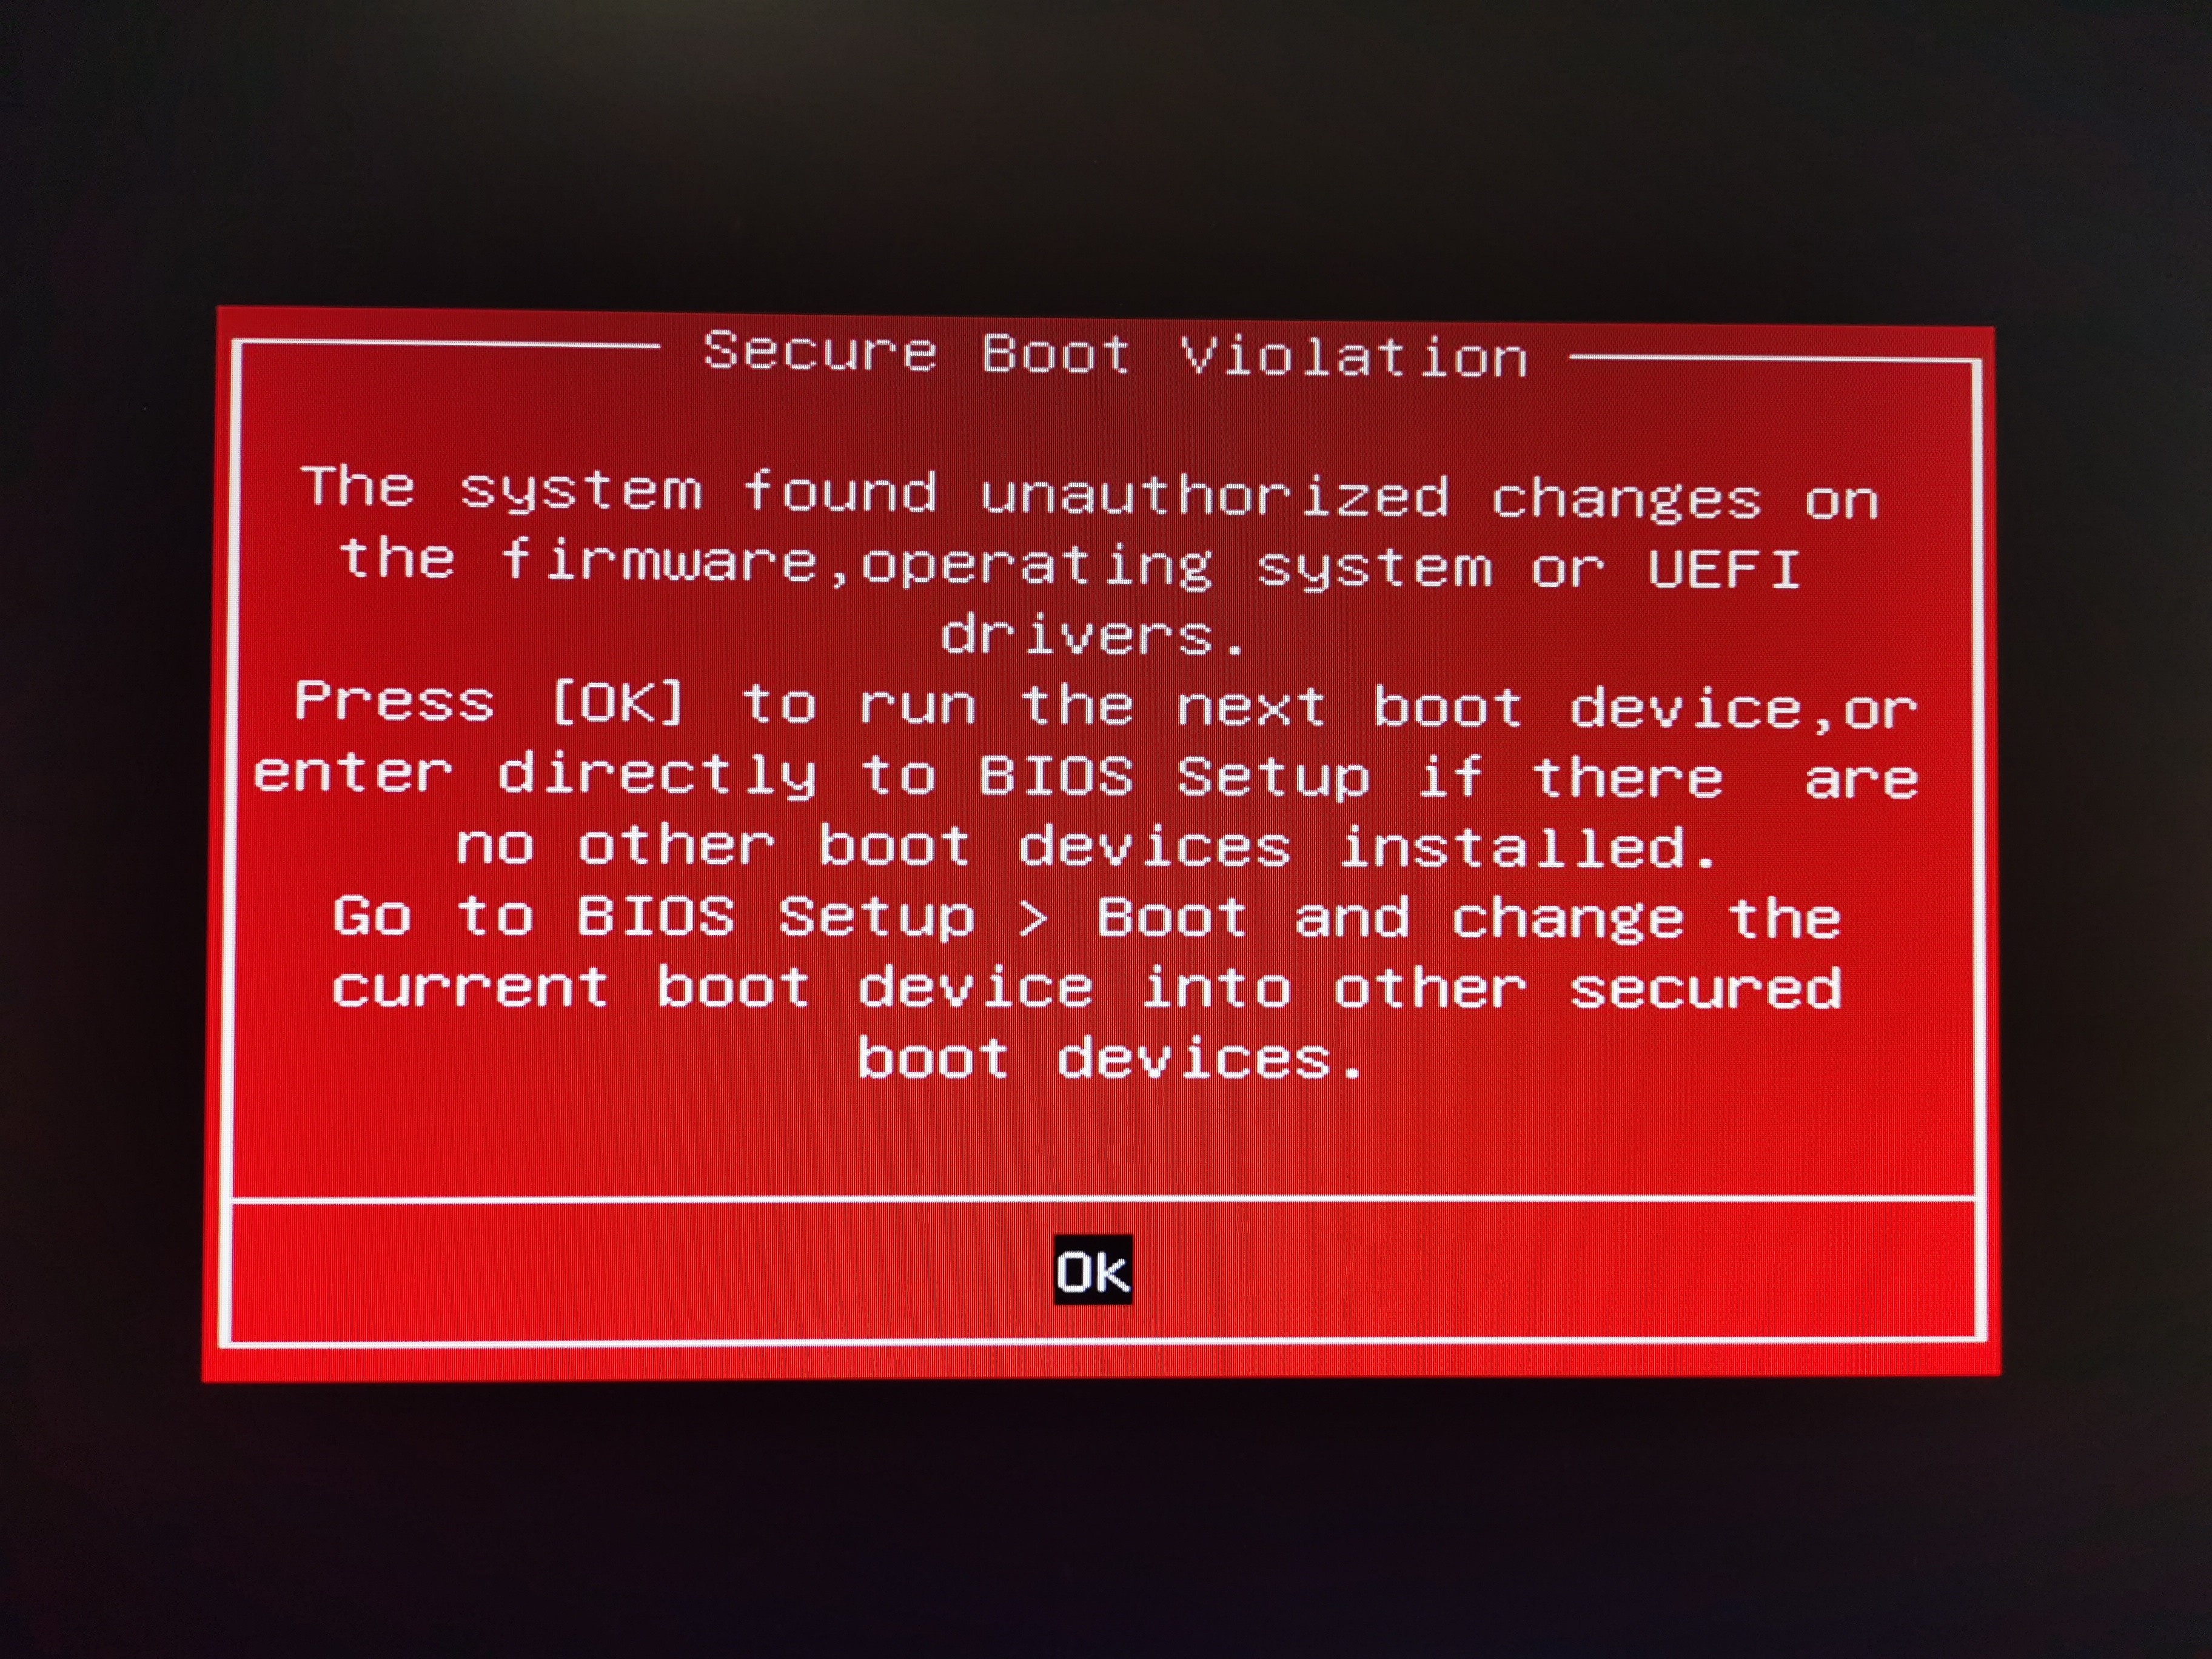 Secure Boot Violation
The system found unauthorized changes on
the firmware,operating system or UEFI
drivers.
Press [OK] to run the next boot device,or
enter directly to BIOS Setup if there  are
no other boot devices installed.
Go to BIOS Setup > Boot and change the
current boot device into other secured
boot devices.
Ok